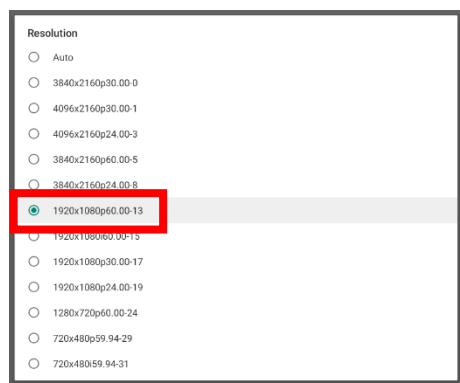 Resolution
Auto
3840x2160p30.00-0
4096x2160p30.00-1
4096x2160p24.00-3
3840x2160p60.00-5
3840x2160p24.00-8
1920x1080p60.00-13
1920x1080i60.00-15
1920x1080p30.00-17
1920x1080p24.00-19
1280x720p60.00-24
720x480p59.94-29
720x480i59.94-31